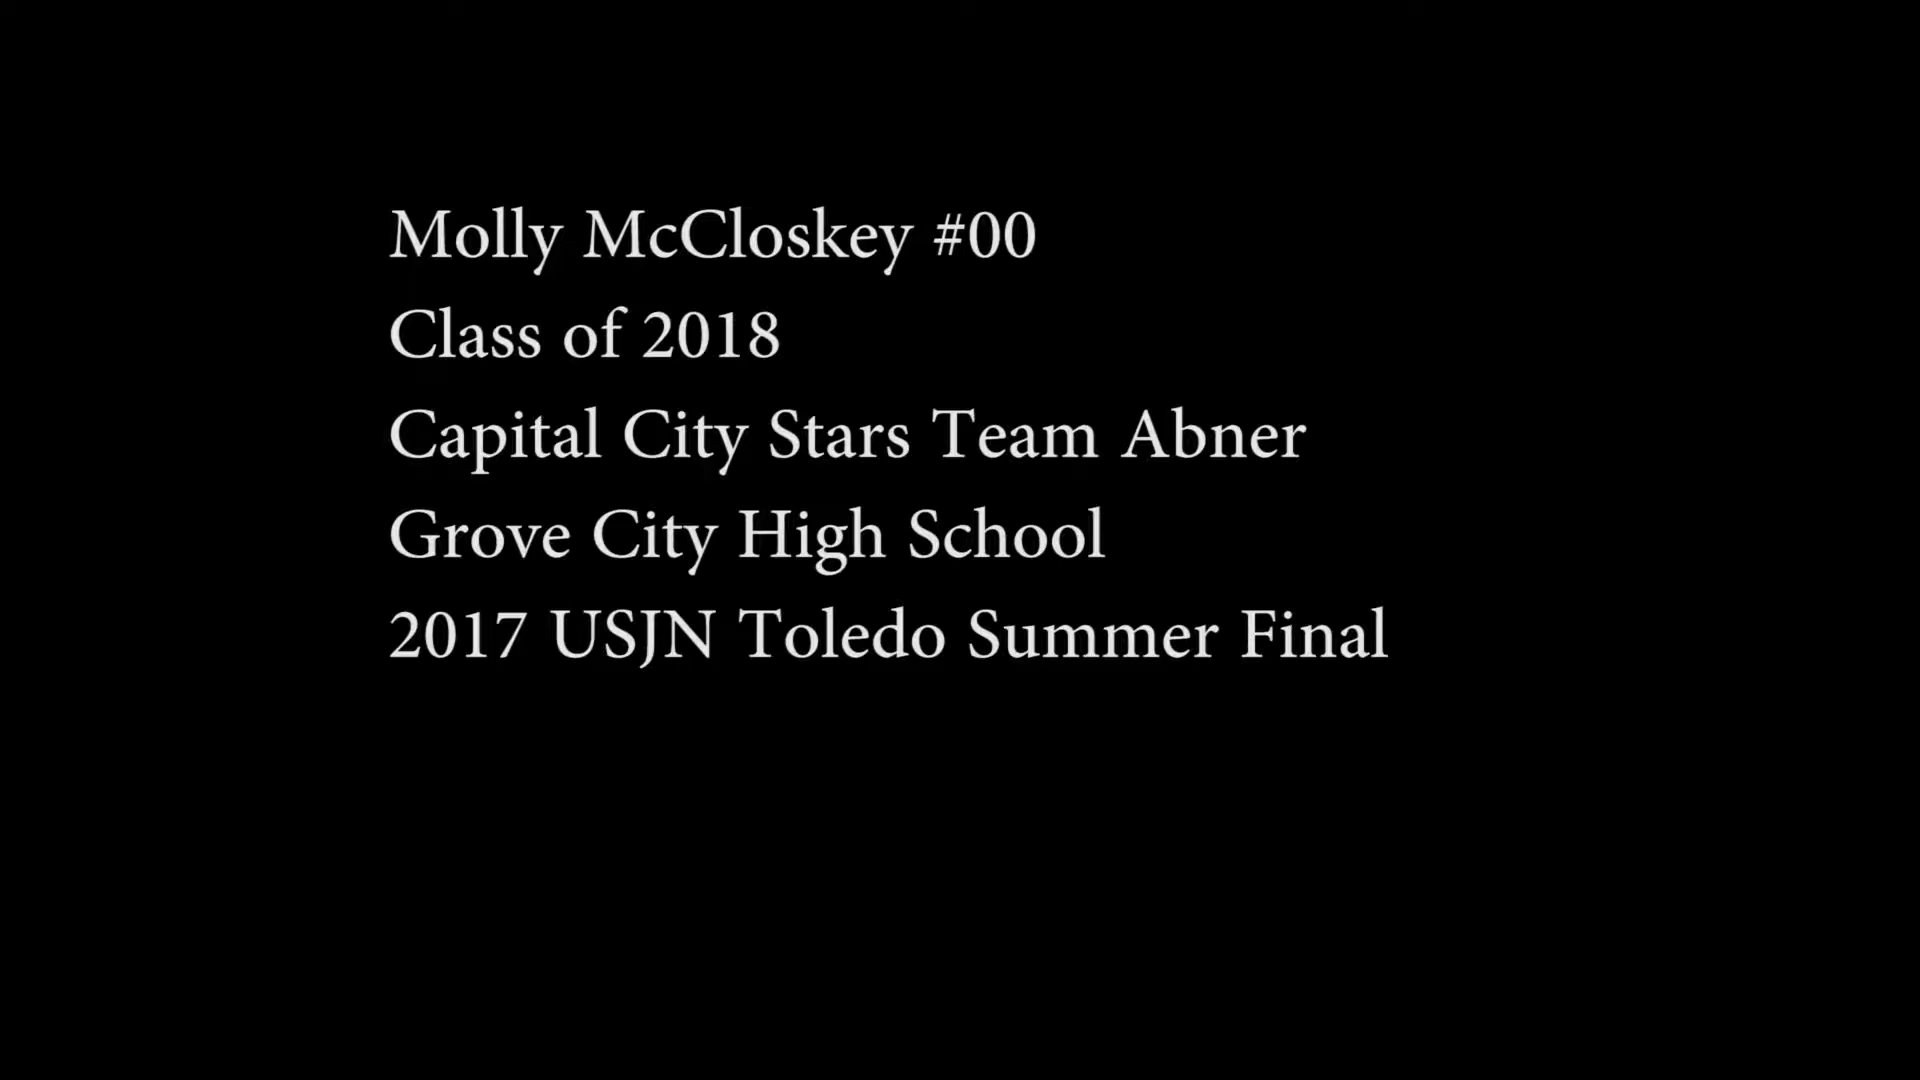 Molly McCloskey #00
Class of 2018
Capital City Stars Team Abner
Grove City High School
2017 USJN Toledo Summer Final